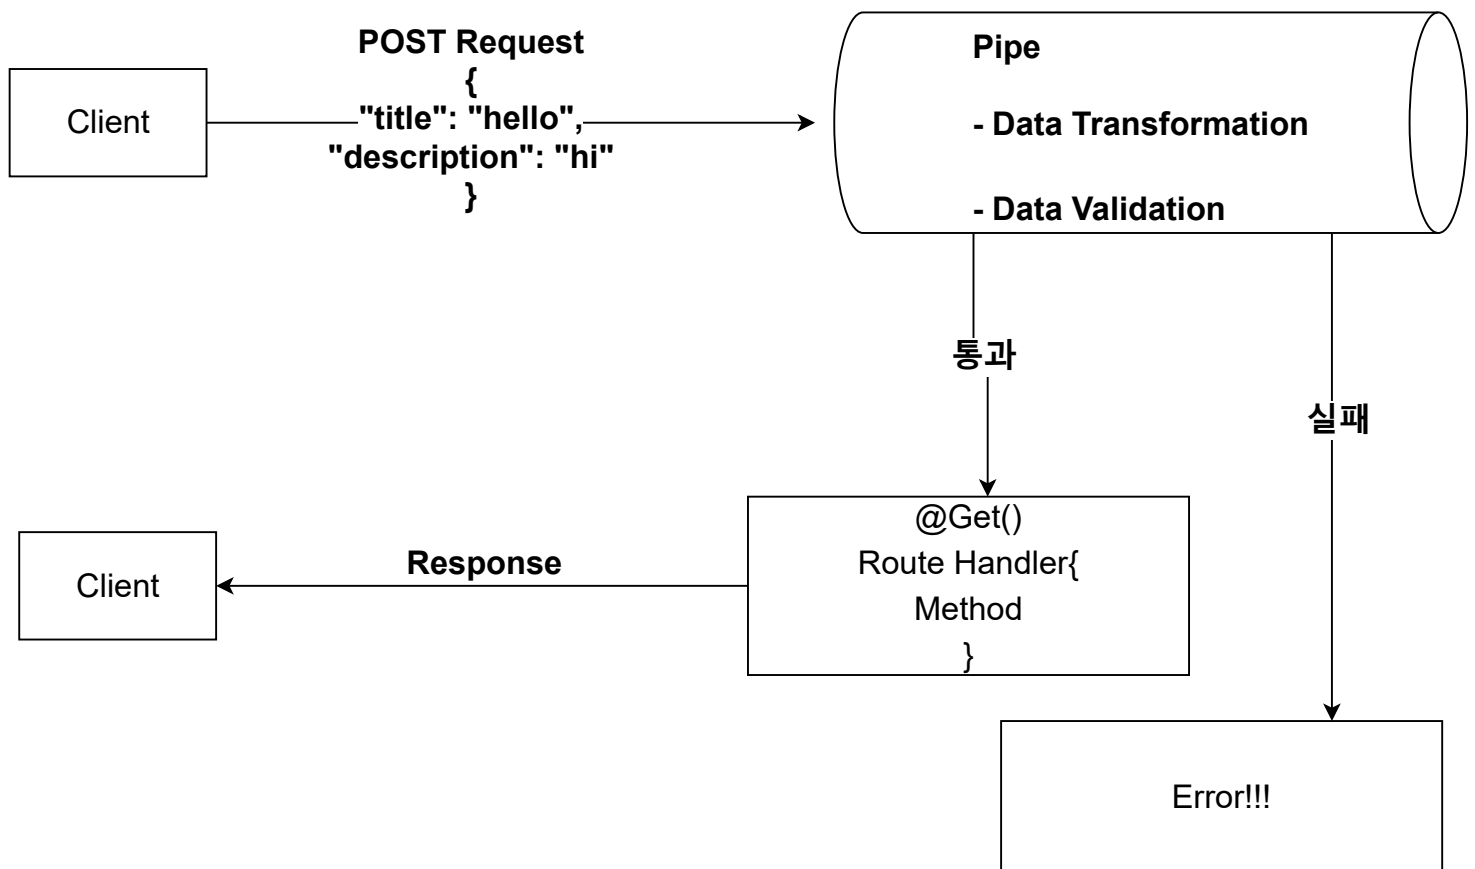 Client
POST Request
{
"title": "hello",
"description": "hi"
}
Pipe
- Data Transformation
- Data Validation
통과
실패
@Get()
Route Handler{
Method
}
Response
Client
Error!!!